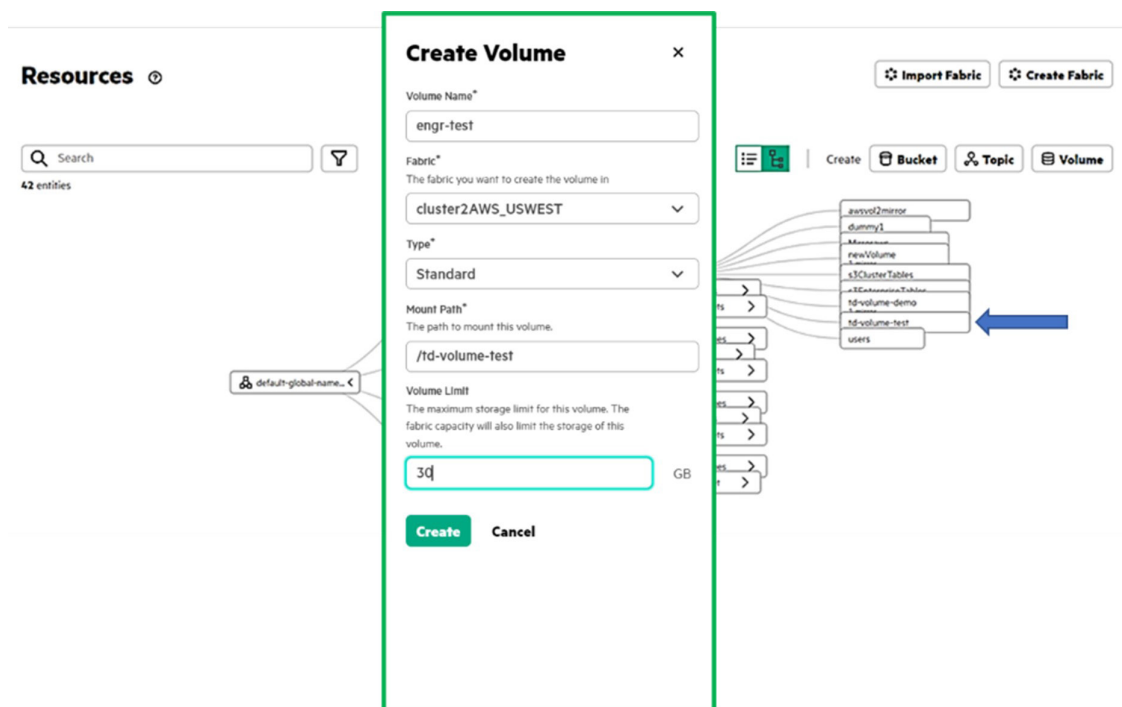 Create Volume
Volume Name*
engr-test
Fabric*
The fabric you want to create the volume in
cluster2AWS_USWEST
Type*
Standard
Mount Path*
The path to mount this volume.
/td-volume-test
Volume Limit
The maximum storage limit for this volume. The
fabric capacity will also limit the storage of this
volume.
30 GB
Create Cancel
Resources
Import Fabric Create Fabric
Search
42 entities
Create Bucket Topic Volume
default-global-name...
awsvol2mirror
dummy1
newVolume
s3ClusterTables
s3EnterpriseTables
td-volume-demo
td-volume-test
users